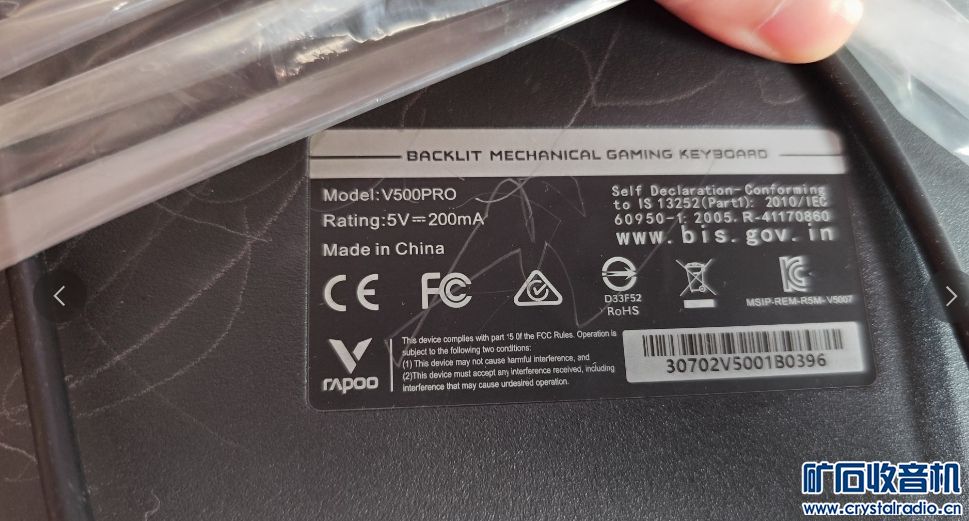 BACKLIT MECHANICAL GAMING KEYBOARD
Model:V500PRO
Rating:5V⎓200mA
Made in China
Self Declaration-Conforming
to IS 13252(Part1): 2010/IEC
60950-1:2005. R-41170860
www.bis.gov.in
CE FC
D33F52
RoHS
MSIP-REM-RSM-V5007
rapoo
This device complies with part 15 0f the FCC Rules. Operation is
subject to the following two conditions:
(1) This device may not cause harmful interference, and
(2)This device must accept any interference received, including
interference that may cause undesired operation.
30702V5001B0396
矿石收音机
www.crystalradio.cn